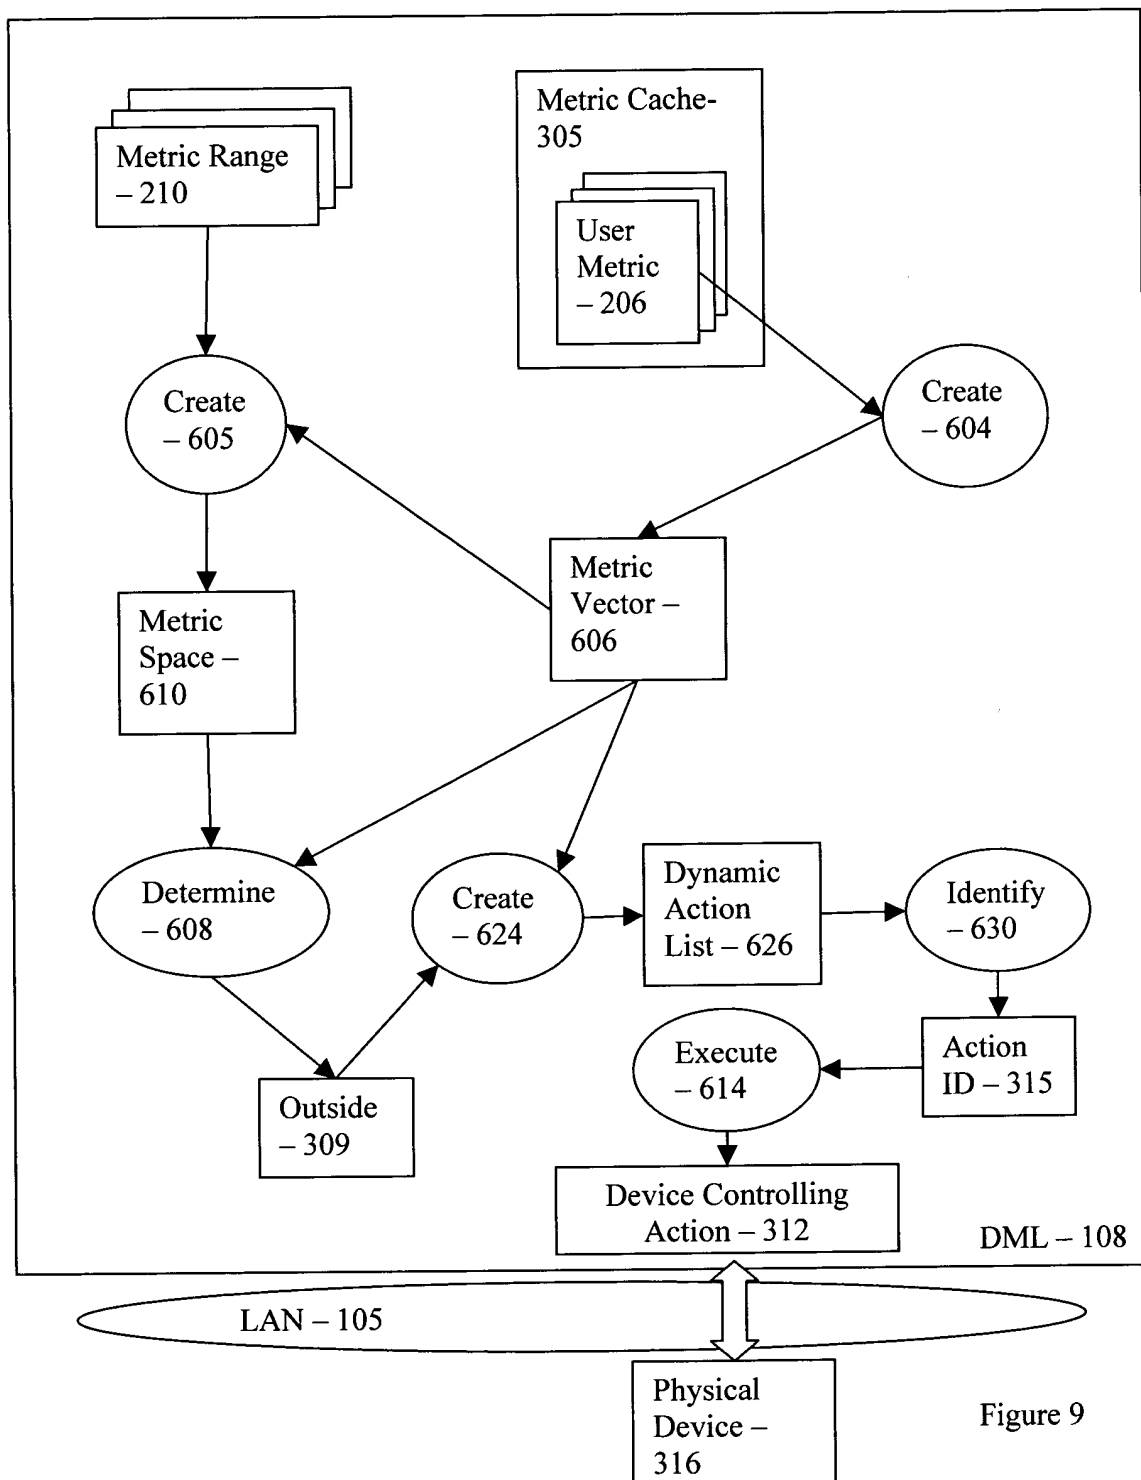 Metric Range
– 210
Metric Cache-
305
User
Metric
– 206
Create
– 605
Create
– 604
Metric
Vector –
606
Metric
Space –
610
Determine
– 608
Create
– 624
Dynamic
Action
List – 626
Identify
– 630
Execute
– 614
Action
ID – 315
Outside
– 309
Device Controlling
Action – 312
DML – 108
LAN – 105
Physical
Device –
316
Figure 9